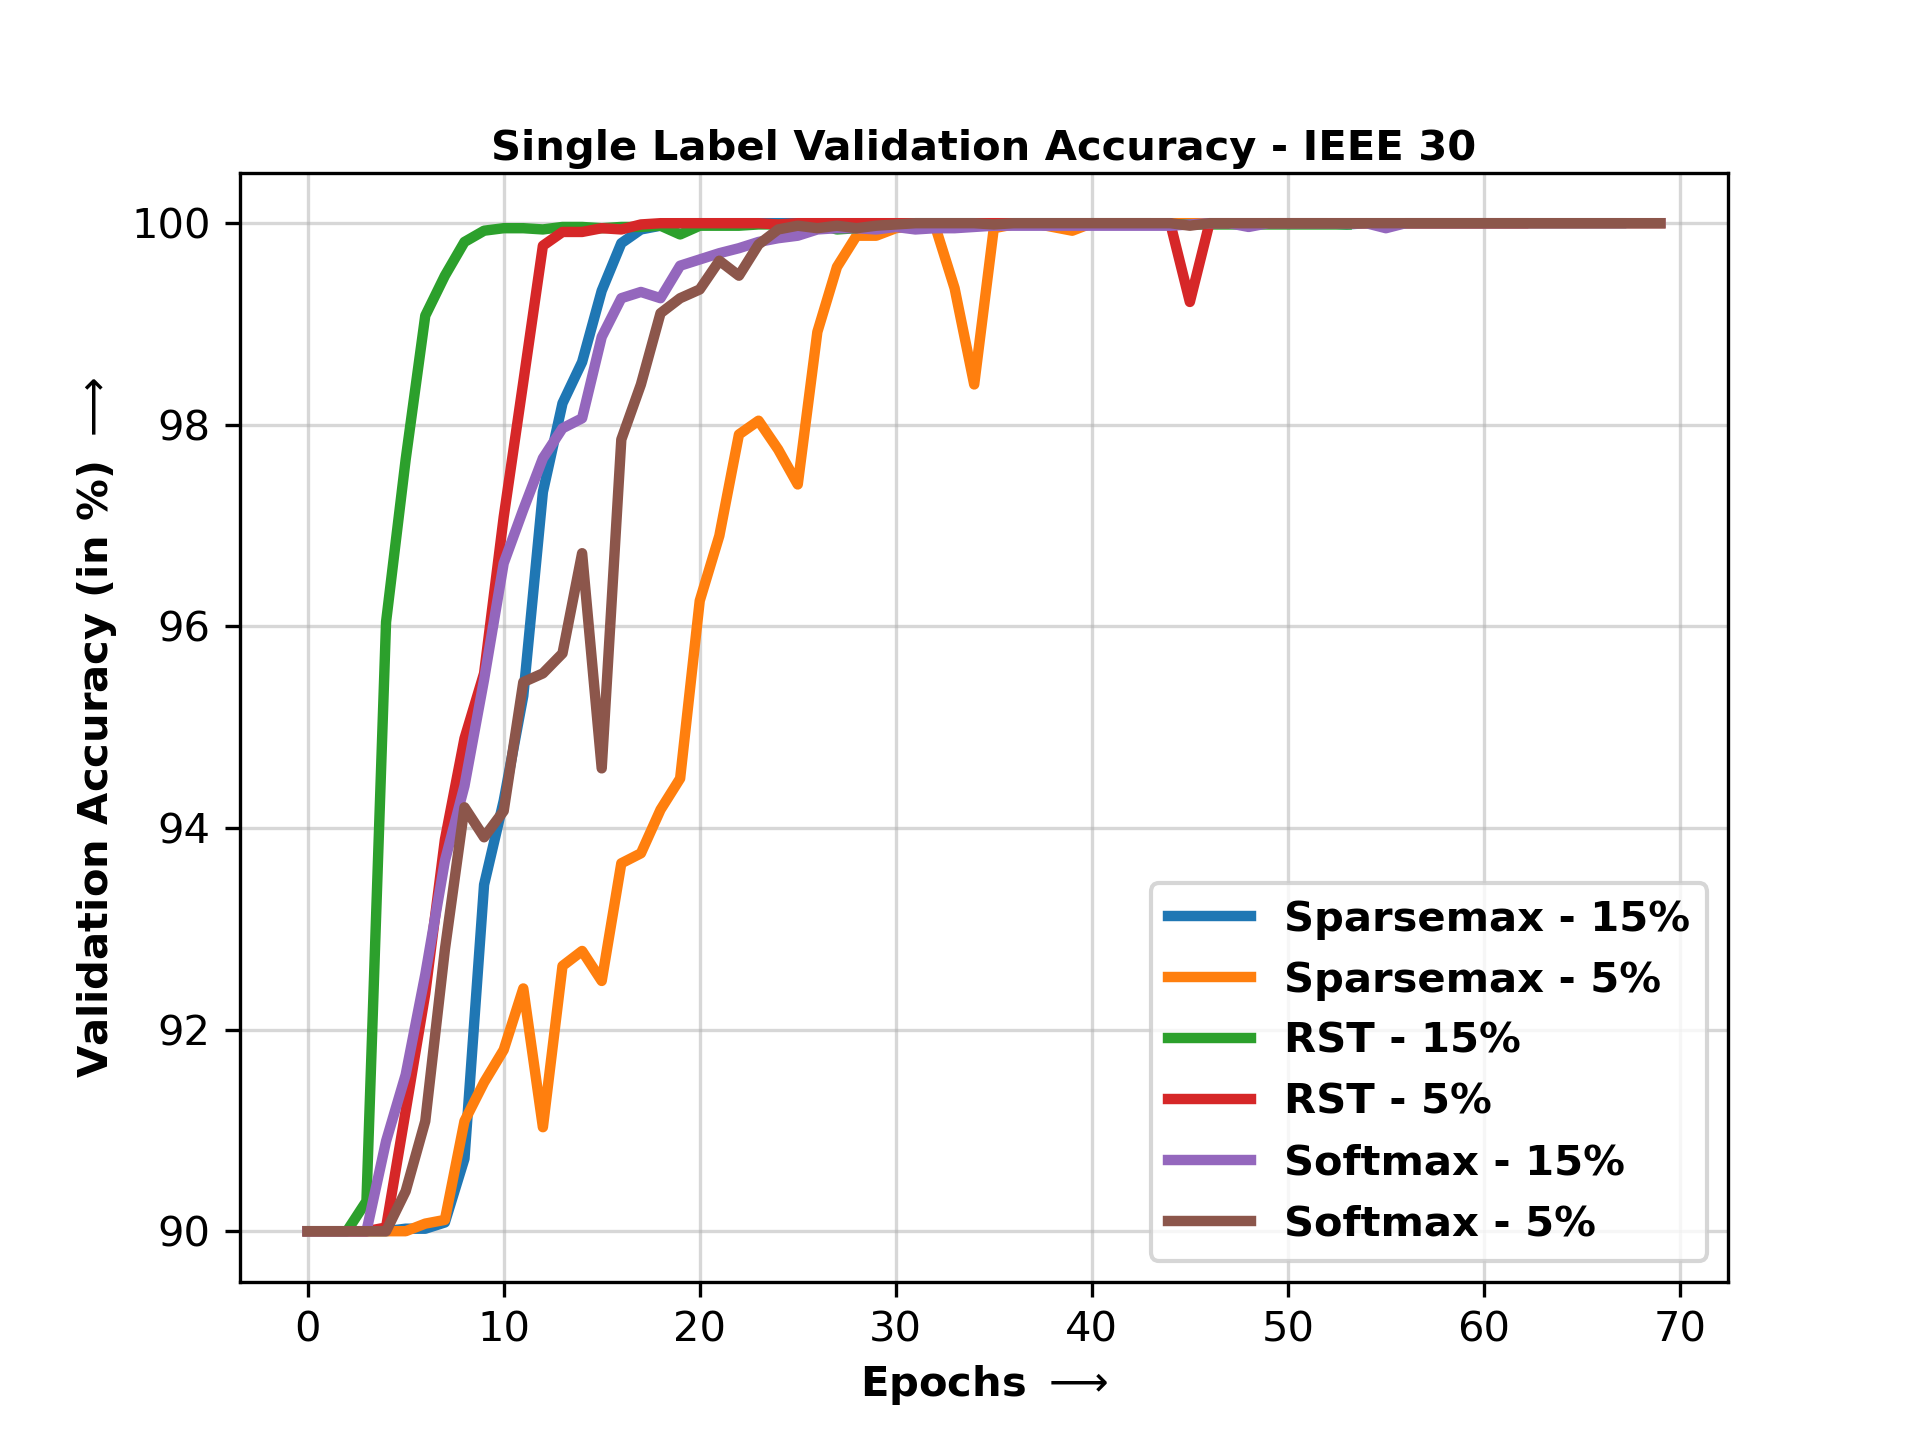 Single Label Validation Accuracy - IEEE 30
Validation Accuracy (in %) ⟶
100
98
96
94
92
90
0 10 20 30 40 50 60 70
Epochs ⟶
Sparsemax - 15%
Sparsemax - 5%
RST - 15%
RST - 5%
Softmax - 15%
Softmax - 5%